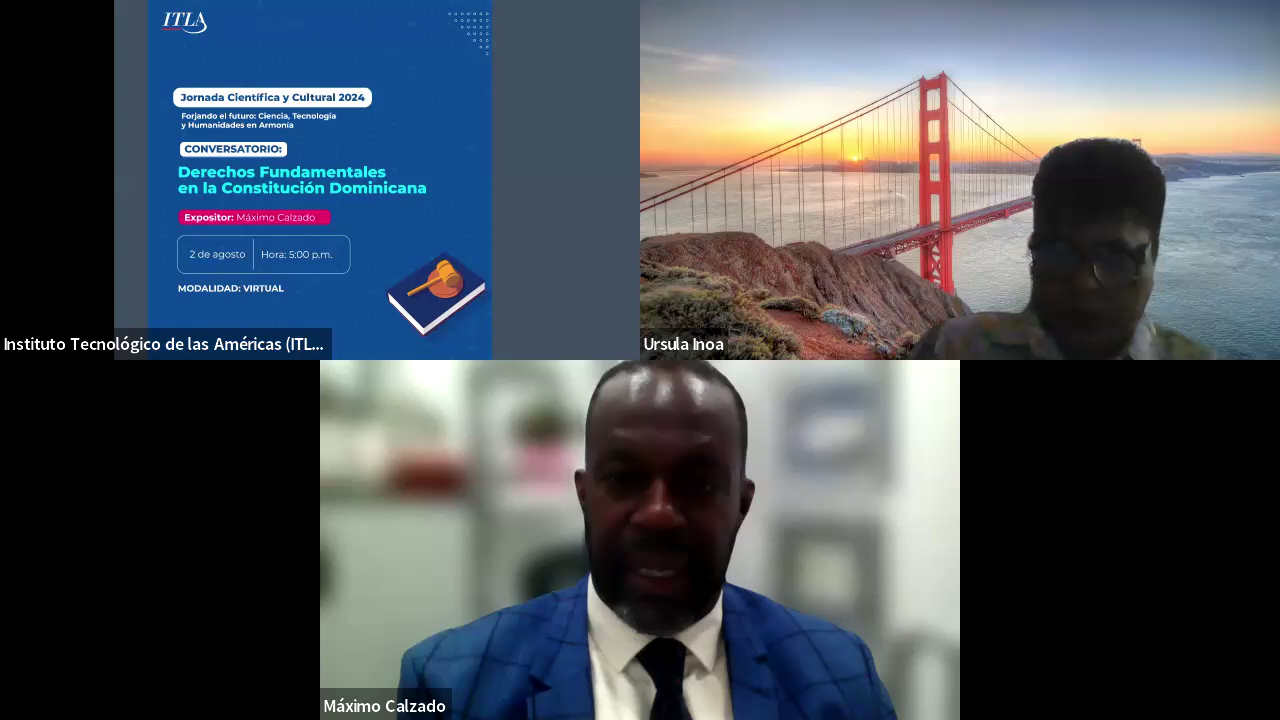 ITLA
Jornada Científica y Cultural 2024
Forjando el futuro: Ciencia, Tecnología
y Humanidades en Armonía
CONVERSATORIO:
Derechos Fundamentales
en la Constitución Dominicana
Expositor: Máximo Calzado
2 de agosto
Hora: 5:00 p.m.
MODALIDAD: VIRTUAL
Instituto Tecnológico de las Américas (ITL...
Ursula Inoa
Máximo Calzado